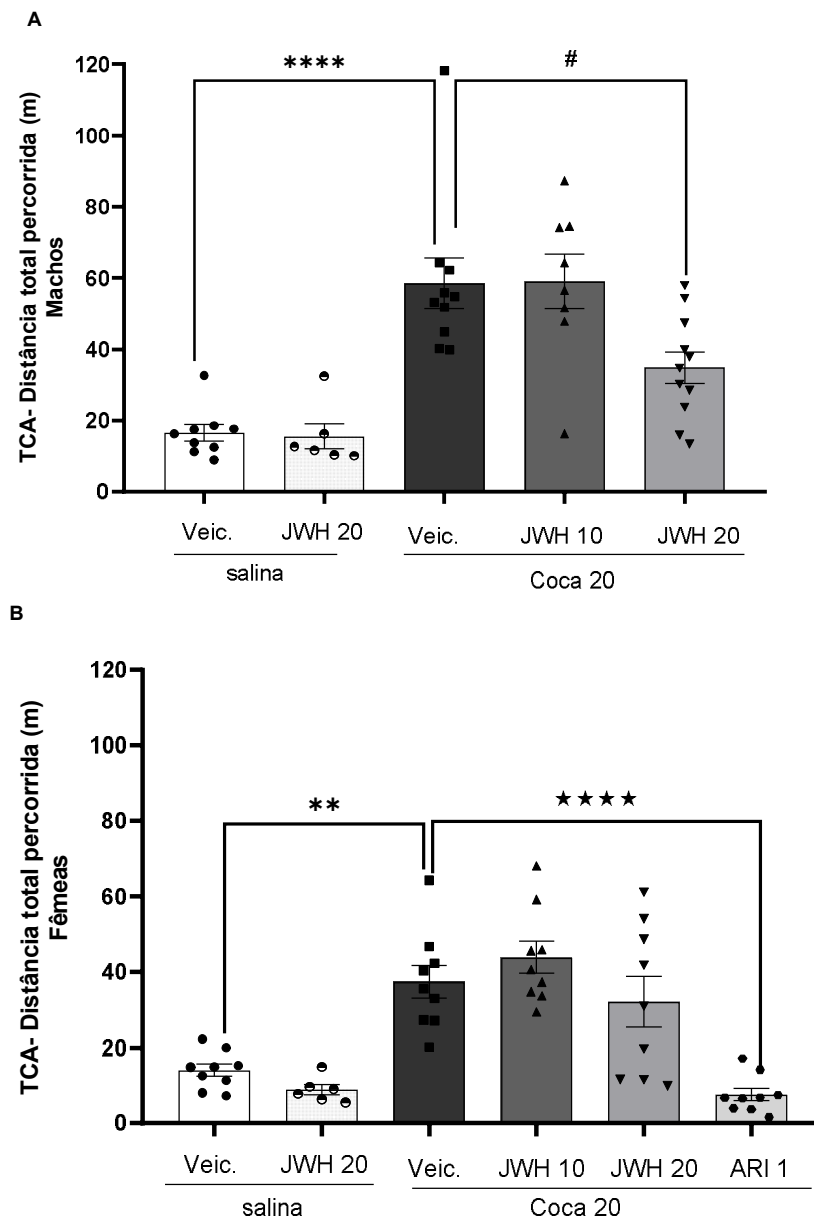 A
TCA- Distância total percorrida (m)
Machos
120
100
80
60
40
20
0
****
#
Veic.
JWH 20
Veic.
JWH 10
JWH 20
salina
Coca 20
B
TCA- Distância total percorrida (m)
Fêmeas
120
100
80
60
40
20
0
**
★★★★
Veic.
JWH 20
Veic.
JWH 10
JWH 20
ARI 1
salina
Coca 20